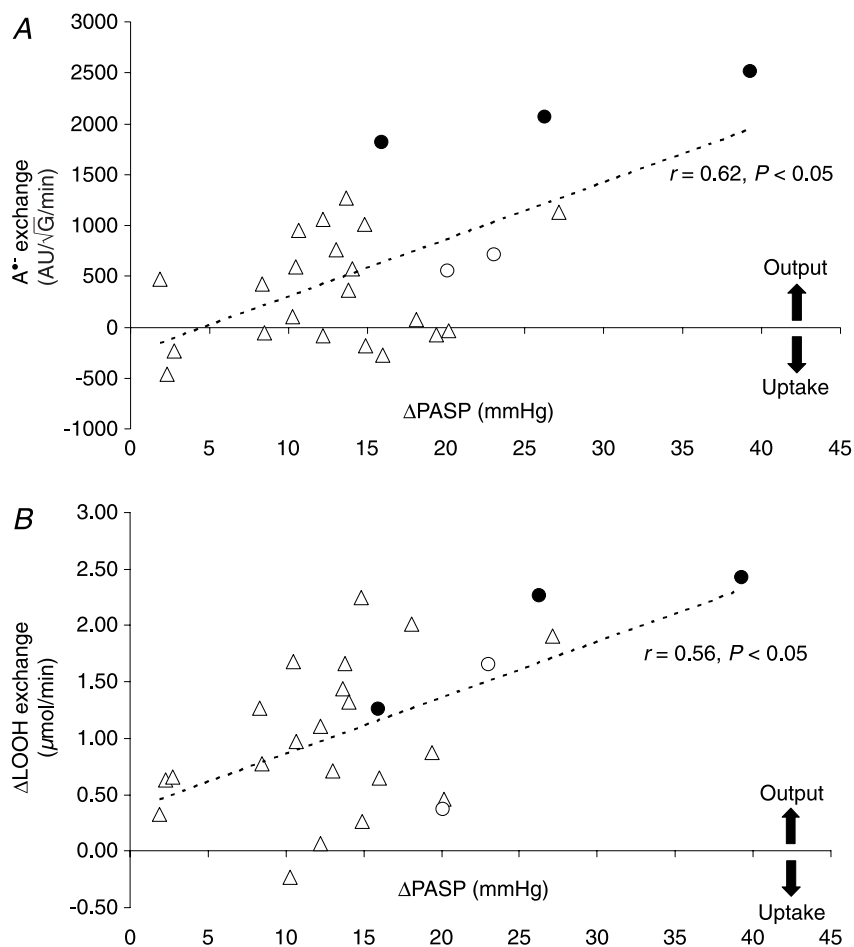 A
3000
2500
2000
1500
1000
500
0
-500
-1000
A•- exchange
(AU/√G/min)
r = 0.62, P < 0.05
Output
Uptake
ΔPASP (mmHg)
0 5 10 15 20 25 30 35 40 45
B
3.00
2.50
2.00
1.50
1.00
0.50
0.00
-0.50
ΔLOOH exchange
(μmol/min)
r = 0.56, P < 0.05
Output
Uptake
ΔPASP (mmHg)
0 5 10 15 20 25 30 35 40 45